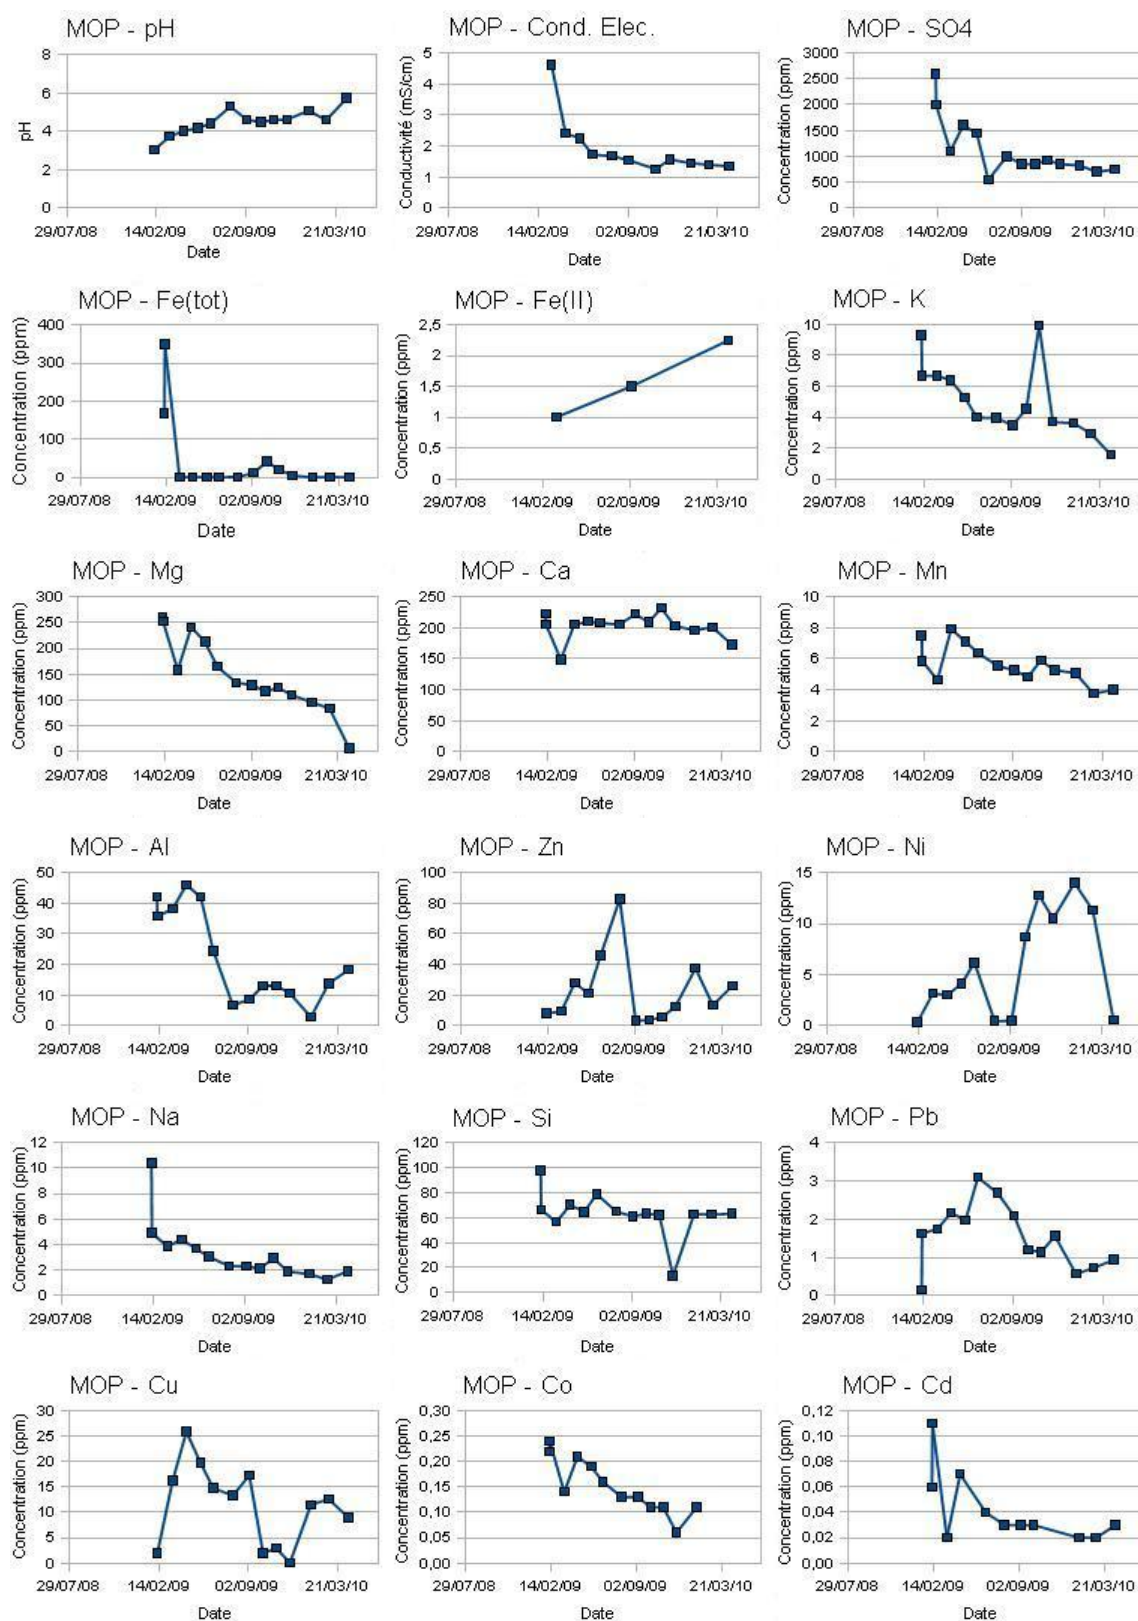 MOP - pH
8
6
4
2
0
pH
29/07/08 14/02/09 02/09/09 21/03/10
Date
MOP - Cond. Elec.
5
4
3
2
1
0
Conductivité (mS/cm)
29/07/08 14/02/09 02/09/09 21/03/10
Date
MOP - SO4
3000
2500
2000
1500
1000
500
0
Concentration (ppm)
29/07/08 14/02/09 02/09/09 21/03/10
Date
MOP - Fe(tot)
400
300
200
100
0
Concentration (ppm)
29/07/08 14/02/09 02/09/09 21/03/10
Date
MOP - Fe(II)
2,5
2
1,5
1
0,5
0
Concentration (ppm)
29/07/08 14/02/09 02/09/09 21/03/10
Date
MOP - K
10
8
6
4
2
0
Concentration (ppm)
29/07/08 14/02/09 02/09/09 21/03/10
Date
MOP - Mg
300
250
200
150
100
50
0
Concentration (ppm)
29/07/08 14/02/09 02/09/09 21/03/10
Date
MOP - Ca
250
200
150
100
50
0
Concentration (ppm)
29/07/08 14/02/09 02/09/09 21/03/10
Date
MOP - Mn
10
8
6
4
2
0
Concentration (ppm)
29/07/08 14/02/09 02/09/09 21/03/10
Date
MOP - Al
50
40
30
20
10
0
Concentration (ppm)
29/07/08 14/02/09 02/09/09 21/03/10
Date
MOP - Zn
100
80
60
40
20
0
Concentration (ppm)
29/07/08 14/02/09 02/09/09 21/03/10
Date
MOP - Ni
15
10
5
0
Concentration (ppm)
29/07/08 14/02/09 02/09/09 21/03/10
Date
MOP - Na
12
10
8
6
4
2
0
Concentration (ppm)
29/07/08 14/02/09 02/09/09 21/03/10
Date
MOP - Si
120
100
80
60
40
20
0
Concentration (ppm)
29/07/08 14/02/09 02/09/09 21/03/10
Date
MOP - Pb
4
3
2
1
0
Concentration (ppm)
29/07/08 14/02/09 02/09/09 21/03/10
Date
MOP - Cu
30
25
20
15
10
5
0
Concentration (ppm)
29/07/08 14/02/09 02/09/09 21/03/10
Date
MOP - Co
0,30
0,25
0,20
0,15
0,10
0,05
0,00
Concentration (ppm)
29/07/08 14/02/09 02/09/09 21/03/10
Date
MOP - Cd
0,12
0,10
0,08
0,06
0,04
0,02
0,00
Concentration (ppm)
29/07/08 14/02/09 02/09/09 21/03/10
Date